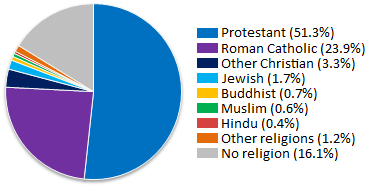 Protestant (51.3%)
Roman Catholic (23.9%)
Other Christian (3.3%)
Jewish (1.7%)
Buddhist (0.7%)
Muslim (0.6%)
Hindu (0.4%)
Other religions (1.2%)
No religion (16.1%)